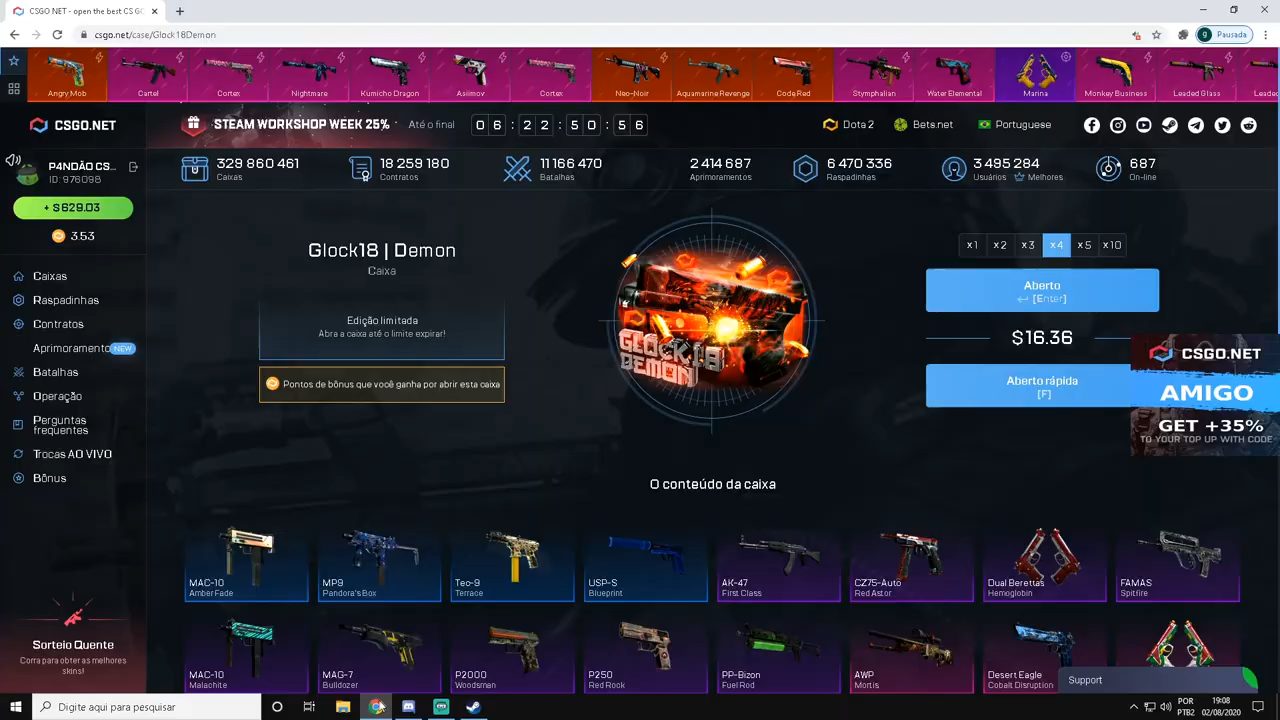 CSGO.NET - open the best CS:GO
csgo.net/case/Glock18Demon
Pausada
Angry Mob
Cartel
Cortex
Nightmare
Kumicho Dragon
Asiimov
Cortex
Neo-Noir
Aquamarine Revenge
Code Red
Stymphalian
Water Elemental
Marina
Monkey Business
Leaded Glass
Leaded
CSGO.NET
STEAM WORKSHOP WEEK 25%
Até o final
06:22:50:56
Dota 2
Bets.net
Portuguese
P4NDÃO CS...
ID: 976098
329 860 461
Caixas
18 259 180
Contratos
11 166 470
Batalhas
2 414 687
Aprimoramentos
6 470 336
Raspadinhas
3 495 284
Usuários
Melhores
687
On-line
+ $629.03
3.53
Caixas
Raspadinhas
Contratos
Aprimoramento NEW
Batalhas
Operação
Perguntas
frequentes
Trocas AO VIVO
Bônus
Sorteio Quente
Corra para obter as melhores
skins!
Glock18 | Demon
Caixa
Edição limitada
Abra a caixa até o limite expirar!
Pontos de bônus que você ganha por abrir esta caixa
GLOCK18
DEMON
x1 x2 x3 x4 x5 x10
Aberto
[Enter]
$16.36
Aberto rápida
[F]
CSGO.NET
AMIGO
GET +35%
TO YOUR TOP UP WITH CODE
O conteúdo da caixa
MAC-10
Amber Fade
MP9
Pandora's Box
Tec-9
Terrace
USP-S
Blueprint
AK-47
First Class
CZ75-Auto
Red Astor
Dual Berettas
Hemoglobin
FAMAS
Spitfire
MAC-10
Malachite
MAG-7
Bulldozer
P2000
Woodsman
P250
Red Rock
PP-Bizon
Fuel Rod
AWP
Mortis
Desert Eagle
Cobalt Disruption
Support
Digite aqui para pesquisar
POR
PTB2
19:08
02/08/2020